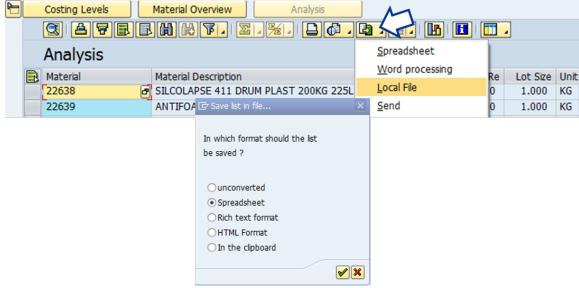 Costing Levels Material Overview Analysis
Analysis
Spreadsheet
Word processing
Local File
Send
Material Material Description Re Lot Size Unit
22638 SILCOLAPSE 411 DRUM PLAST 200KG 225L 0 1.000 KG
22639 ANTIFOA 0 1.000 KG
Save list in file...
In which format should the list
be saved ?
unconverted
Spreadsheet
Rich text format
HTML Format
In the clipboard